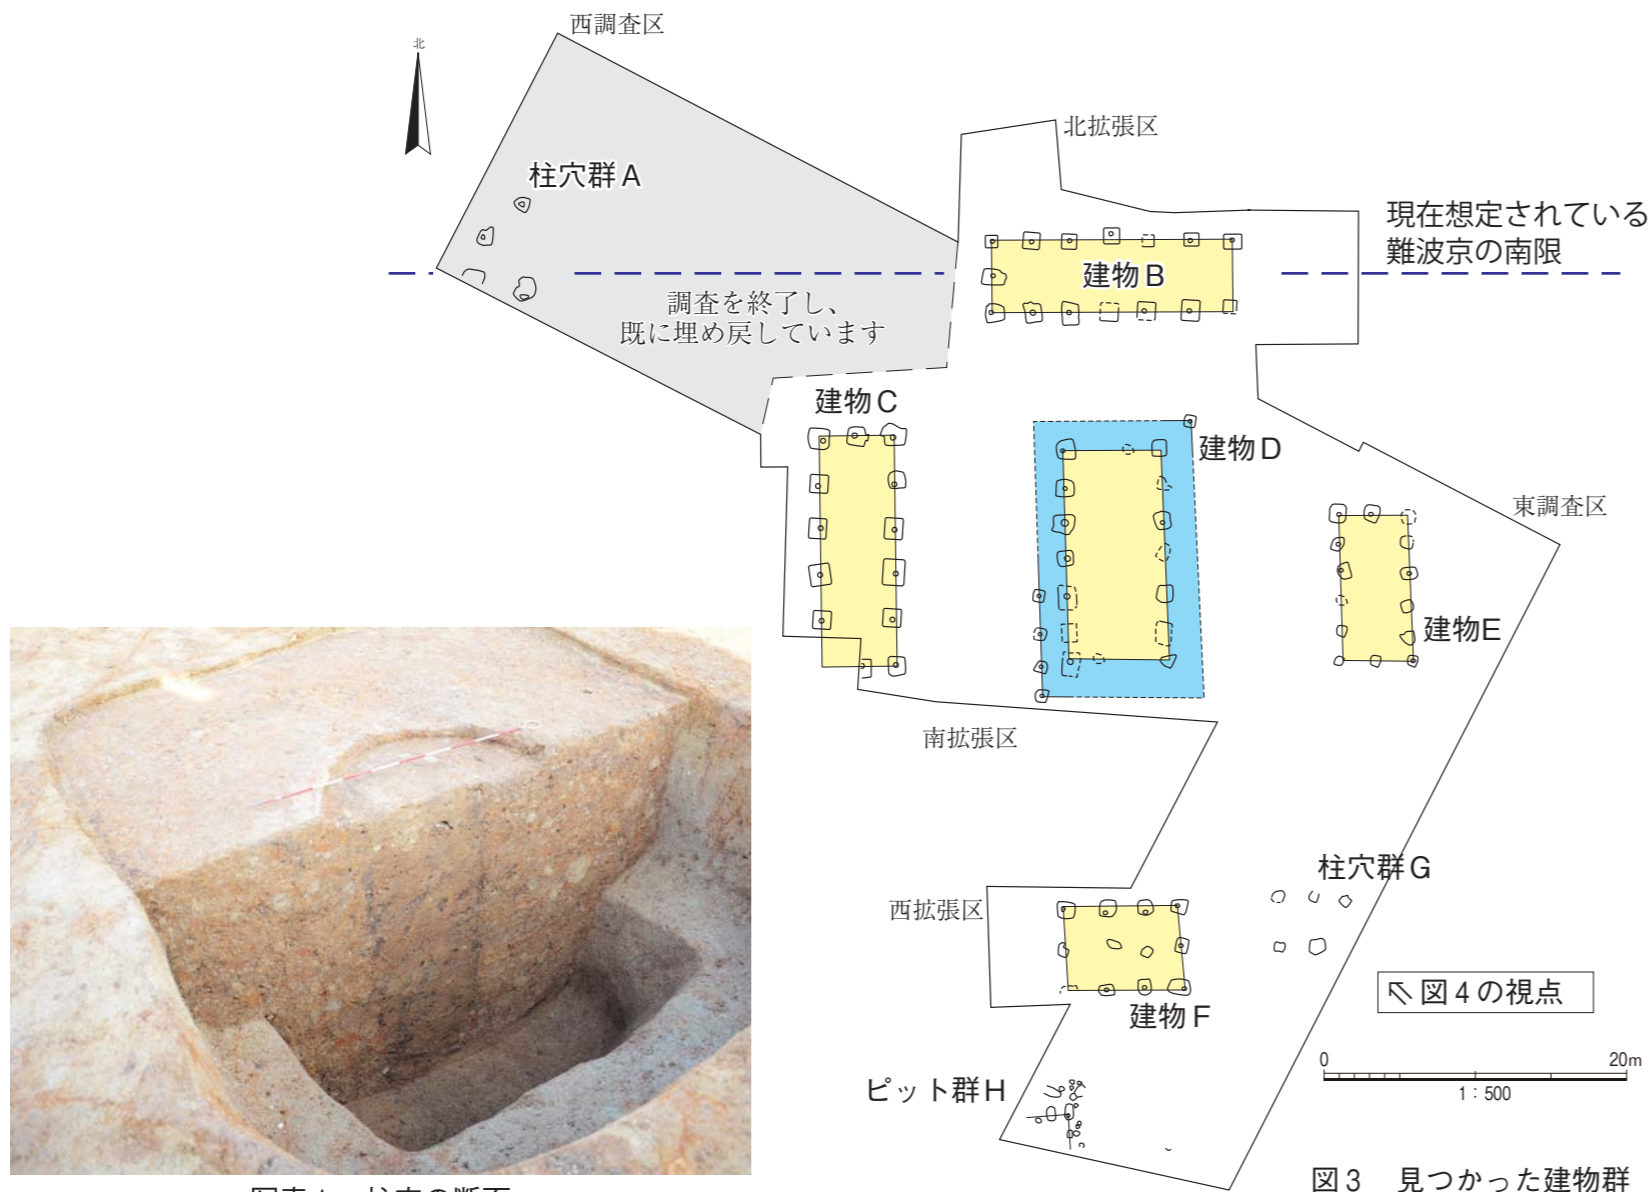 西調査区
北
北拡張区
柱穴群A
現在想定されている
難波京の南限
建物B
調査を終了し、
既に埋め戻しています
建物C
建物D
東調査区
建物E
南拡張区
柱穴群G
西拡張区
⇖図4の視点
建物F
0 20m
1:500
ピット群H
図3 見つかった建物群